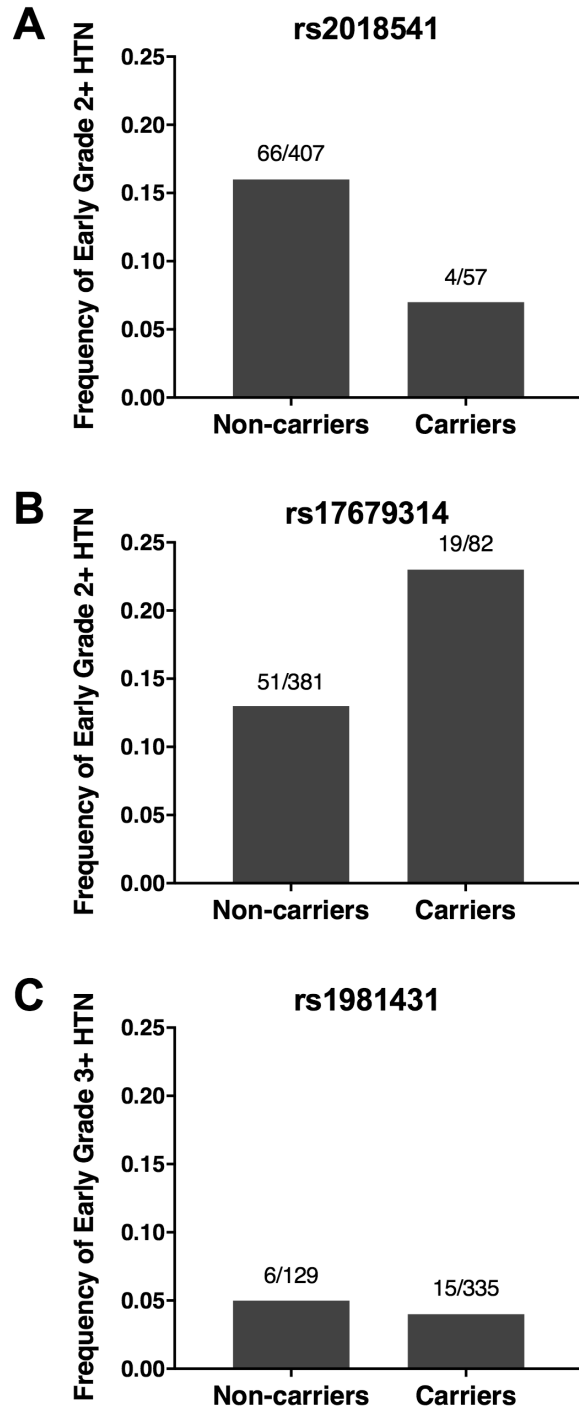 A
rs2018541
Frequency of Early Grade 2+ HTN
0.25
0.20
0.15
0.10
0.05
0.00
66/407
4/57
Non-carriers
Carriers
B
rs17679314
Frequency of Early Grade 2+ HTN
0.25
0.20
0.15
0.10
0.05
0.00
51/381
19/82
Non-carriers
Carriers
C
rs1981431
Frequency of Early Grade 3+ HTN
0.25
0.20
0.15
0.10
0.05
0.00
6/129
15/335
Non-carriers
Carriers